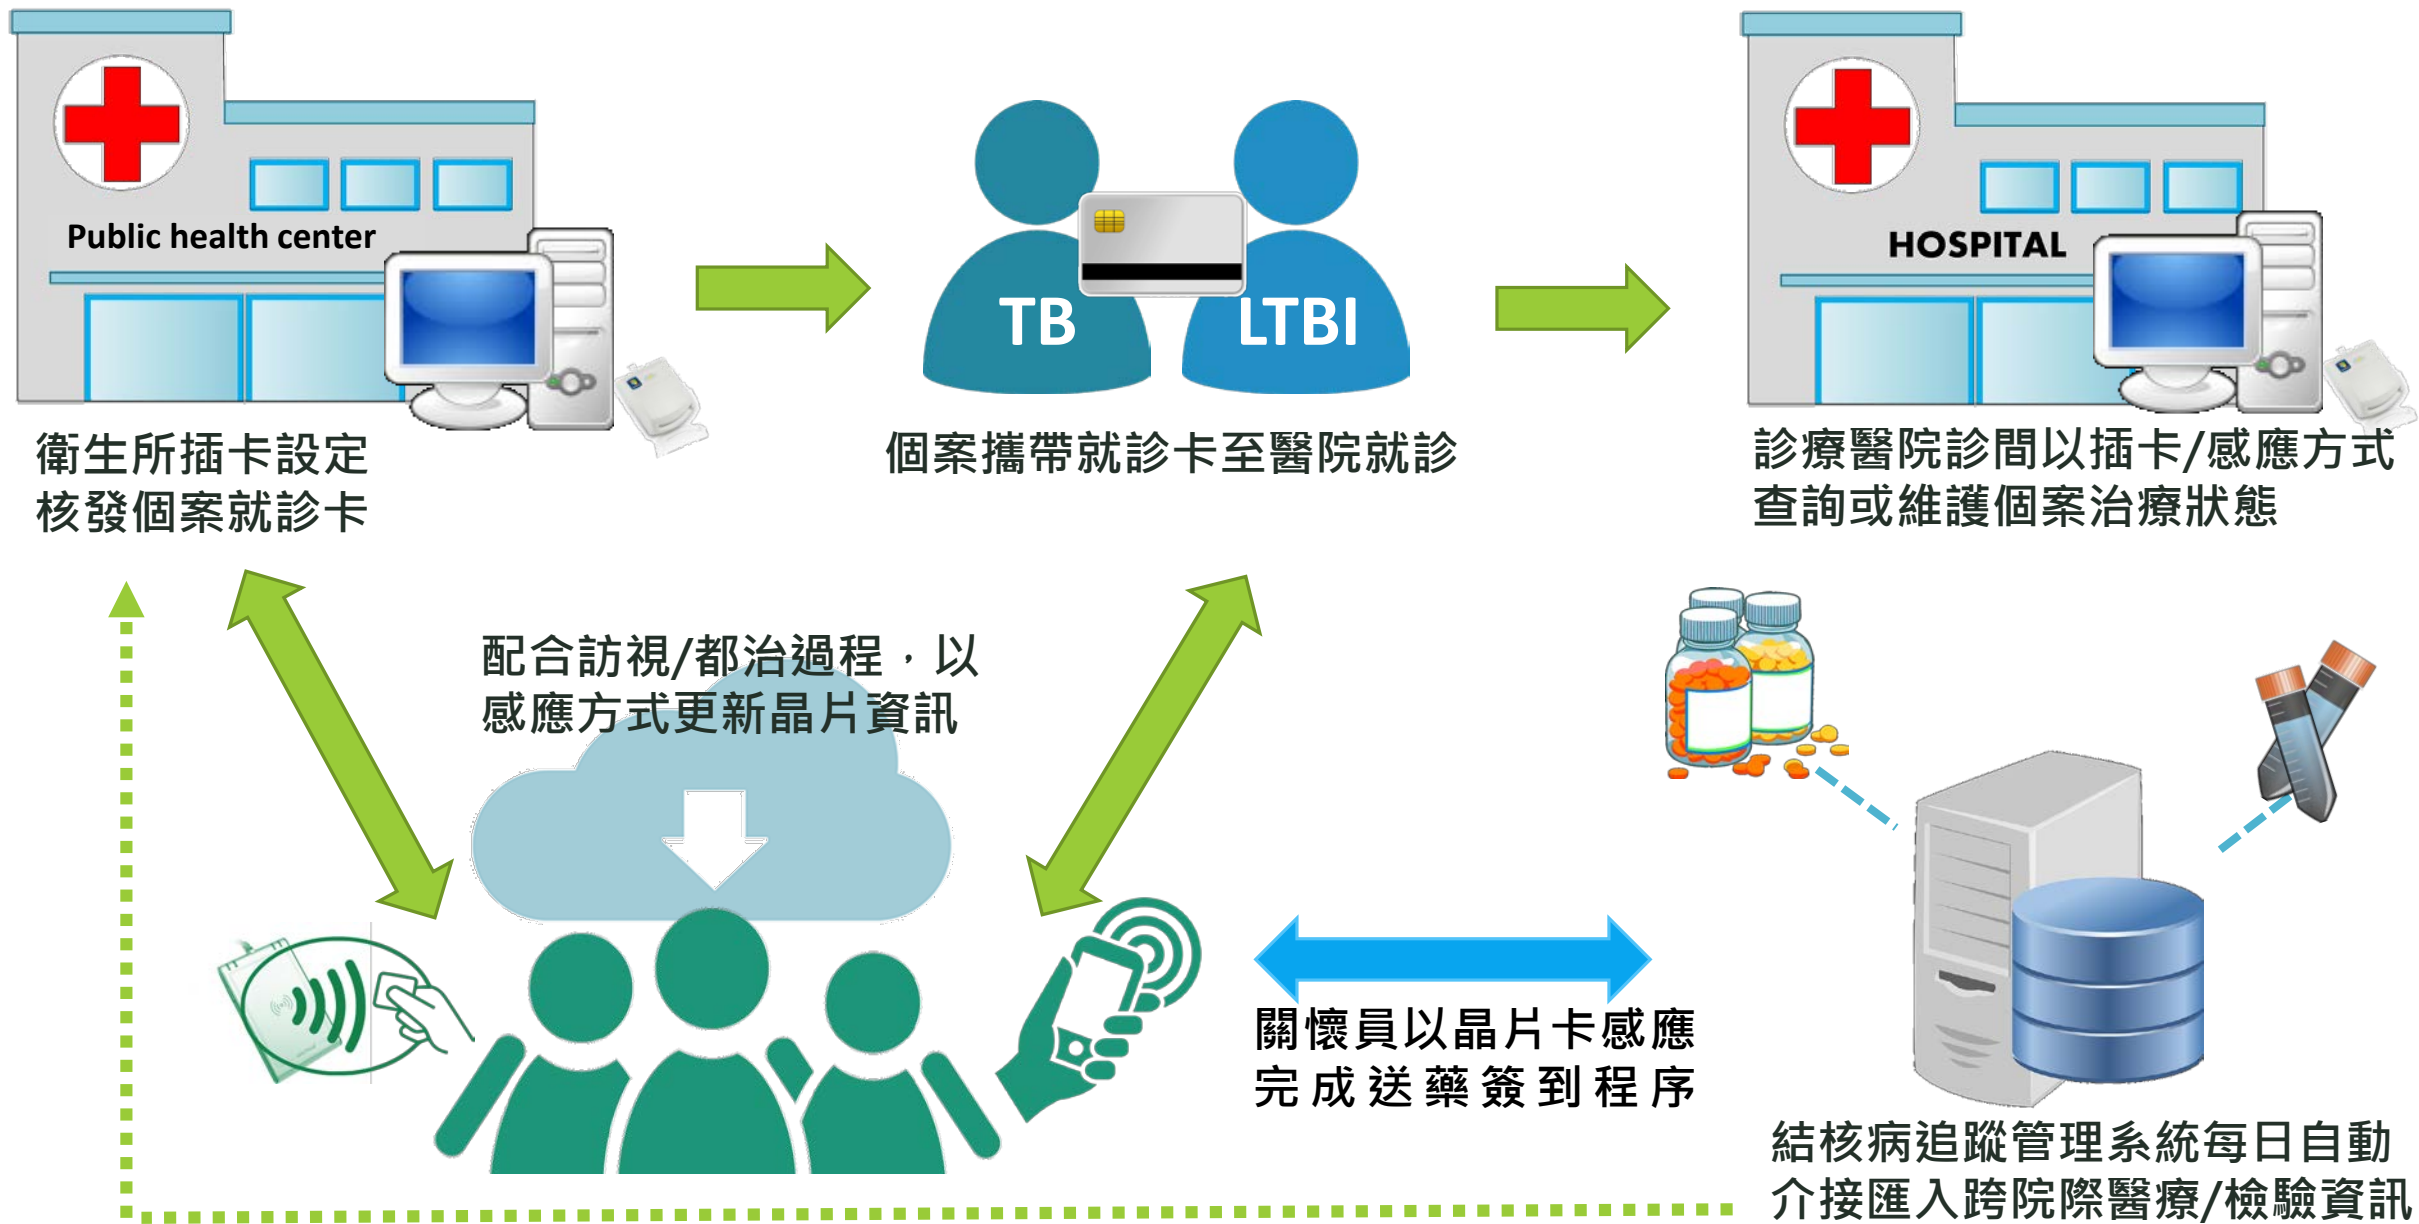 Public health center
TB
LTBI
HOSPITAL
衛生所插卡設定
核發個案就診卡
個案攜帶就診卡至醫院就診
診療醫院診間以插卡/感應方式
查詢或維護個案治療狀態
配合訪視/都治過程，以
感應方式更新晶片資訊
關懷員以晶片卡感應
完成送藥簽到程序
結核病追蹤管理系統每日自動
介接匯入跨院際醫療/檢驗資訊